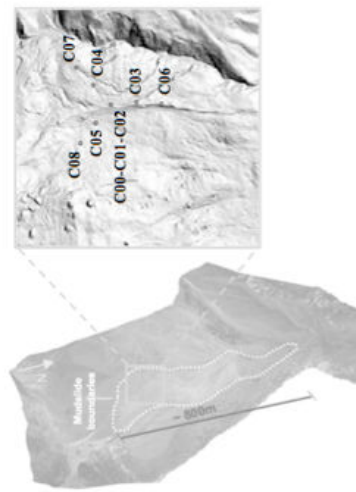 C07
C04
C03
C06
C05
C08
C00-C01-C02
Mudslide
boundaries
N
~ 800m